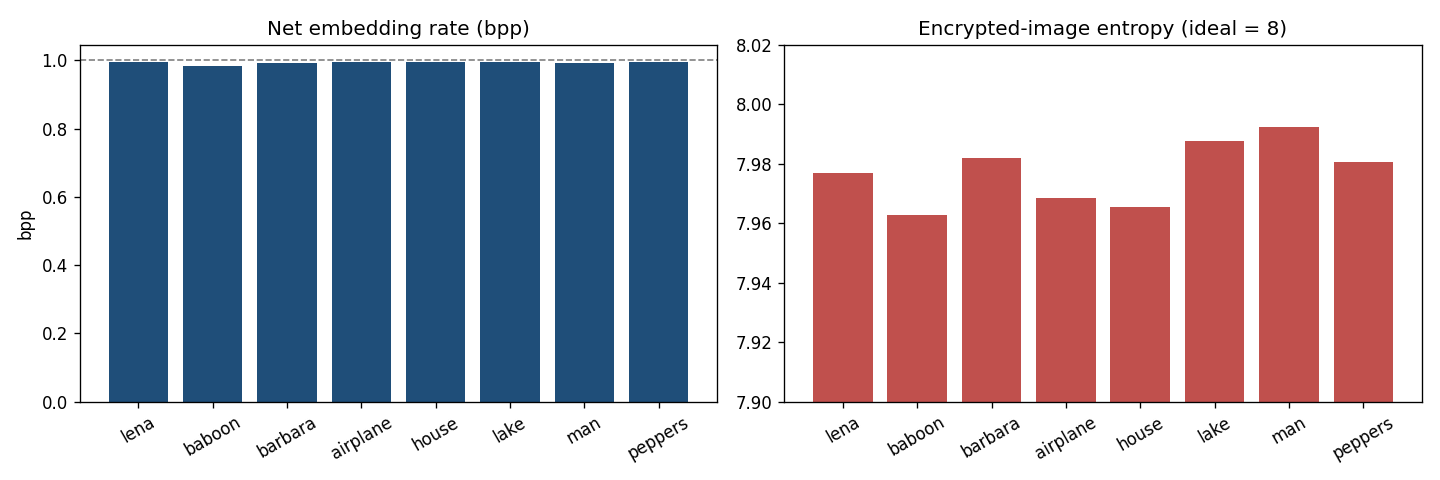 Net embedding rate (bpp)
bpp
1.0
0.8
0.6
0.4
0.2
0.0
lena
baboon
barbara
airplane
house
lake
man
peppers
Encrypted-image entropy (ideal = 8)
8.02
8.00
7.98
7.96
7.94
7.92
7.90
lena
baboon
barbara
airplane
house
lake
man
peppers